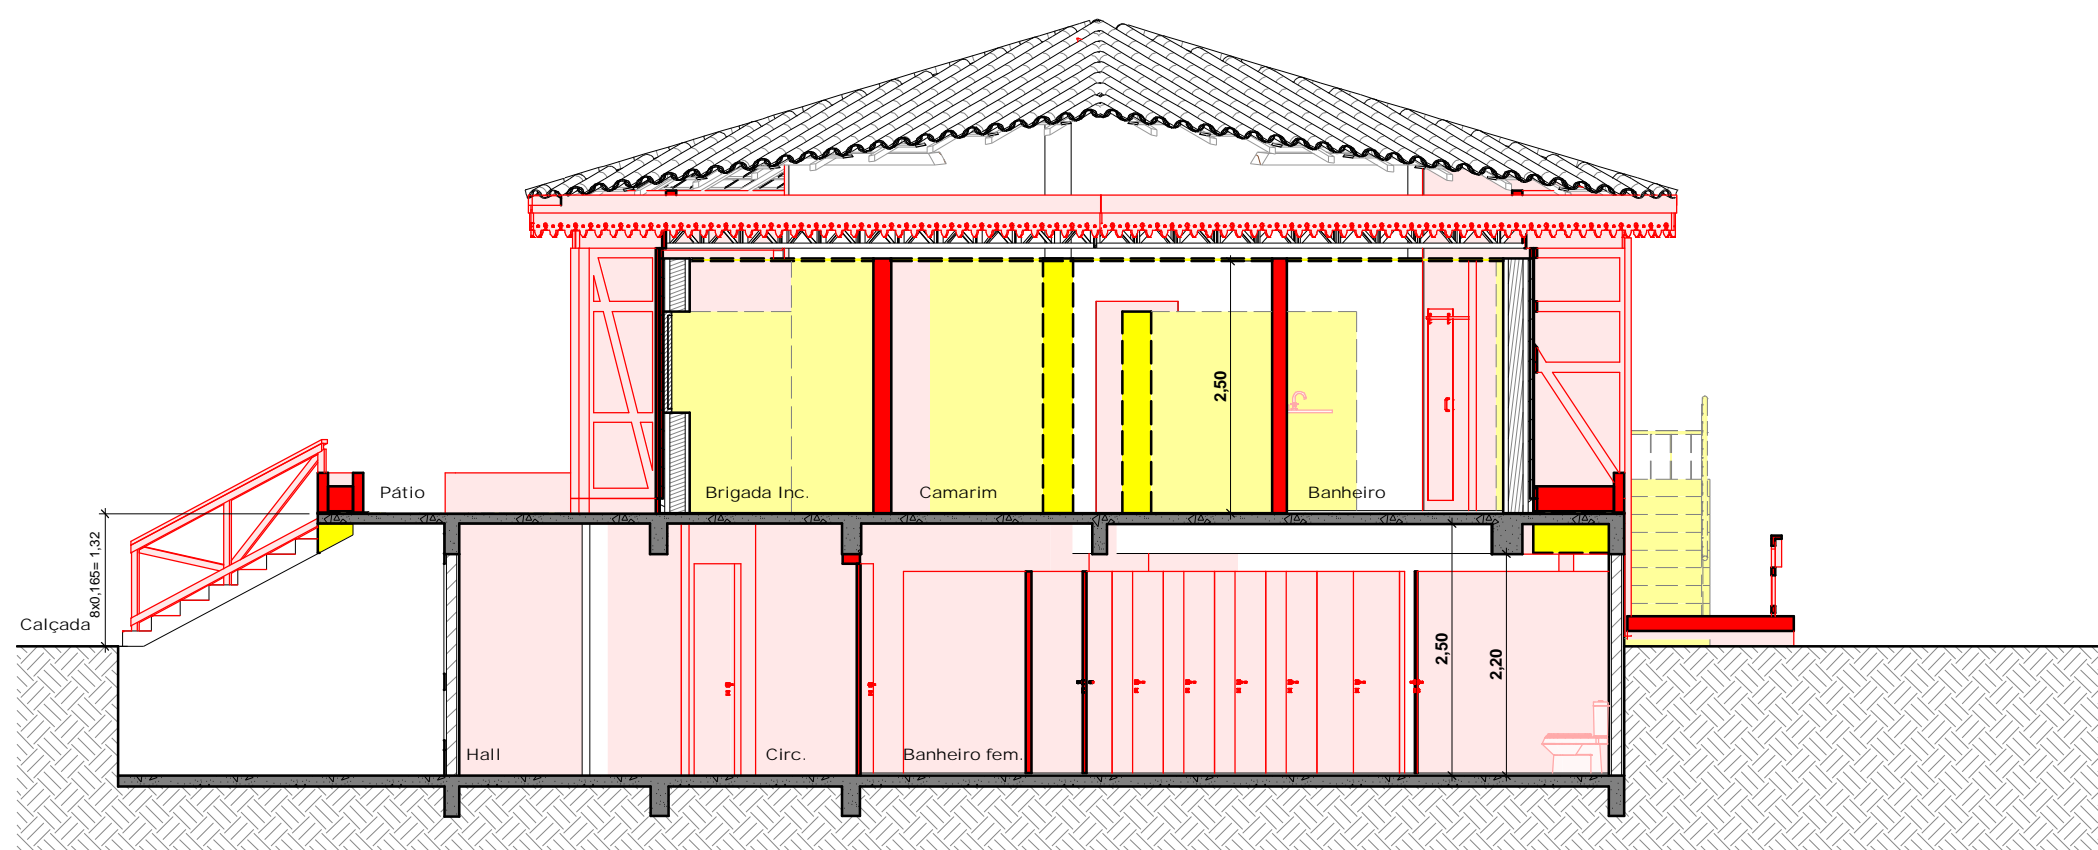 2,50
Pátio
Brigada Inc.
Camarim
Banheiro
8x0,165= 1,32
Calçada
2,50
2,20
Hall
Circ.
Banheiro fem.